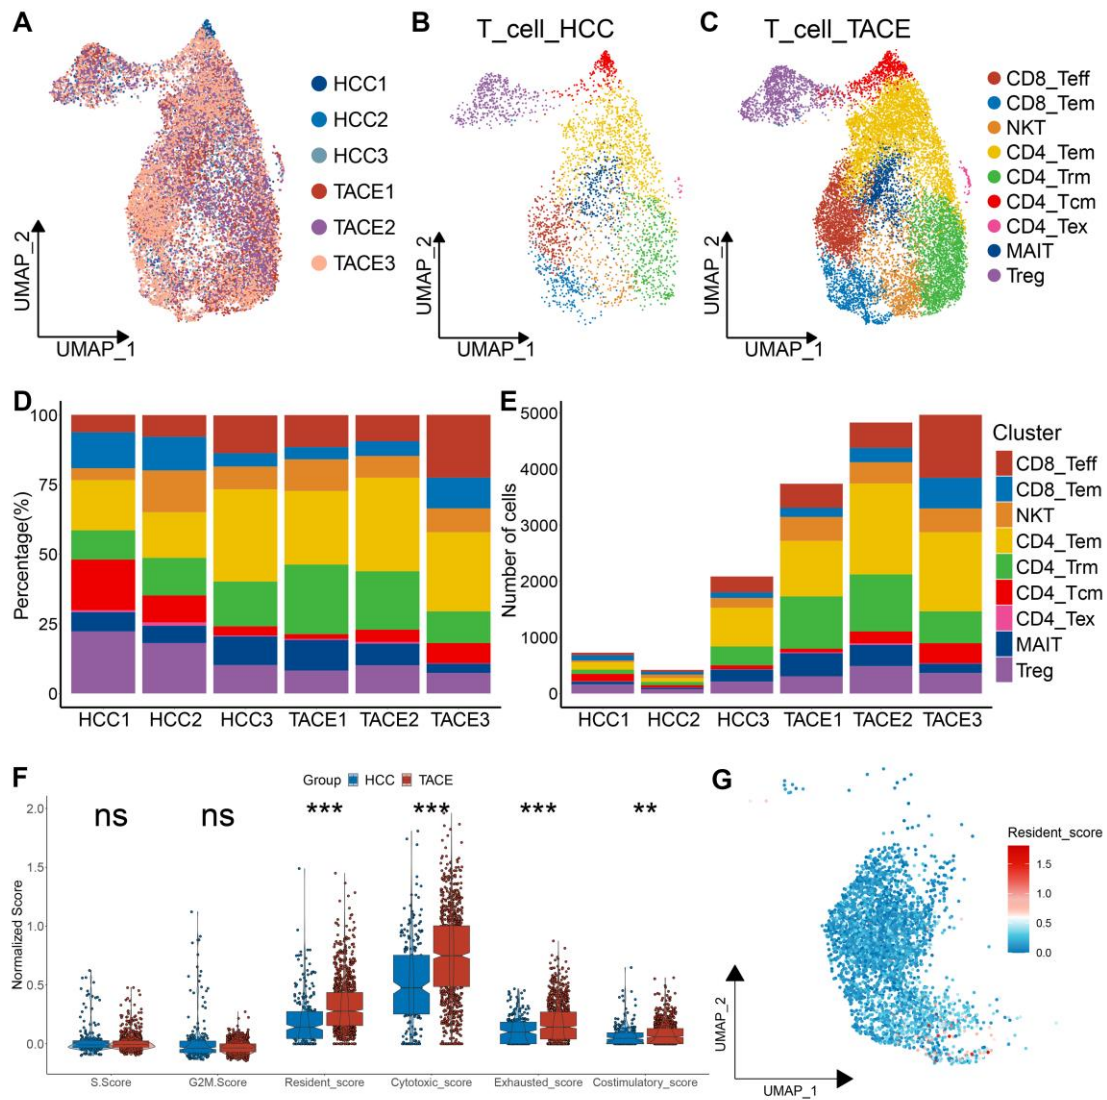 A
HCC1
HCC2
HCC3
TACE1
TACE2
TACE3
UMAP_2
UMAP_1
B
T_cell_HCC
UMAP_2
UMAP_1
C
T_cell_TACE
CD8_Teff
CD8_Tem
NKT
CD4_Tem
CD4_Trm
CD4_Tcm
CD4_Tex
MAIT
Treg
UMAP_2
UMAP_1
D
Percentage(%)
100
75
50
25
0
HCC1 HCC2 HCC3 TACE1 TACE2 TACE3
E
Number of cells
5000
4000
3000
2000
1000
0
HCC1 HCC2 HCC3 TACE1 TACE2 TACE3
Cluster
CD8_Teff
CD8_Tem
NKT
CD4_Tem
CD4_Trm
CD4_Tcm
CD4_Tex
MAIT
Treg
F
Group HCC TACE
Normalized Score
2.0
1.5
1.0
0.5
0.0
ns ns *** *** *** **
S.Score G2M.Score Resident_score Cytotoxic_score Exhausted_score Costimulatory_score
G
Resident_score
1.5
1.0
0.5
0.0
UMAP_2
UMAP_1